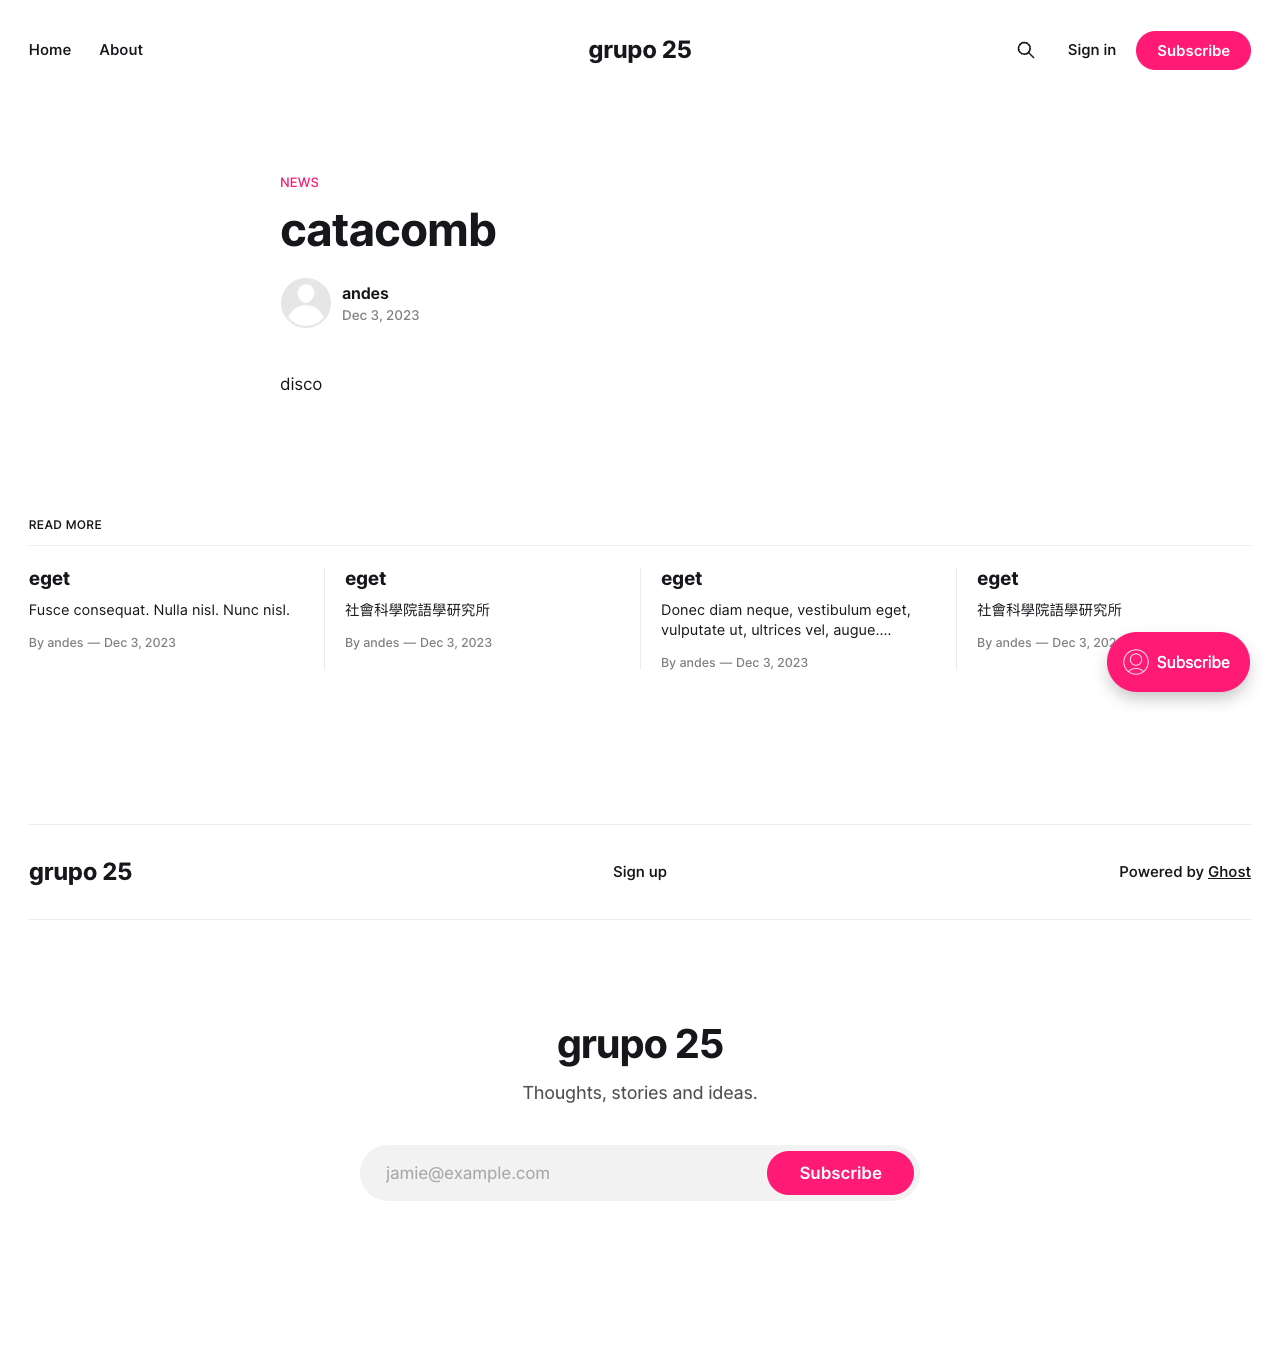 Home
About
grupo 25
Sign in
Subscribe
NEWS
catacomb
andes
Dec 3, 2023
disco
READ MORE
eget
Fusce consequat. Nulla nisl. Nunc nisl.
By andes — Dec 3, 2023
eget
社會科學院語學研究所
By andes — Dec 3, 2023
eget
Donec diam neque, vestibulum eget,
vulputate ut, ultrices vel, augue....
By andes — Dec 3, 2023
eget
社會科學院語學研究所
By andes — Dec 3,
Subscribe
grupo 25
Sign up
Powered by Ghost
grupo 25
Thoughts, stories and ideas.
jamie@example.com
Subscribe